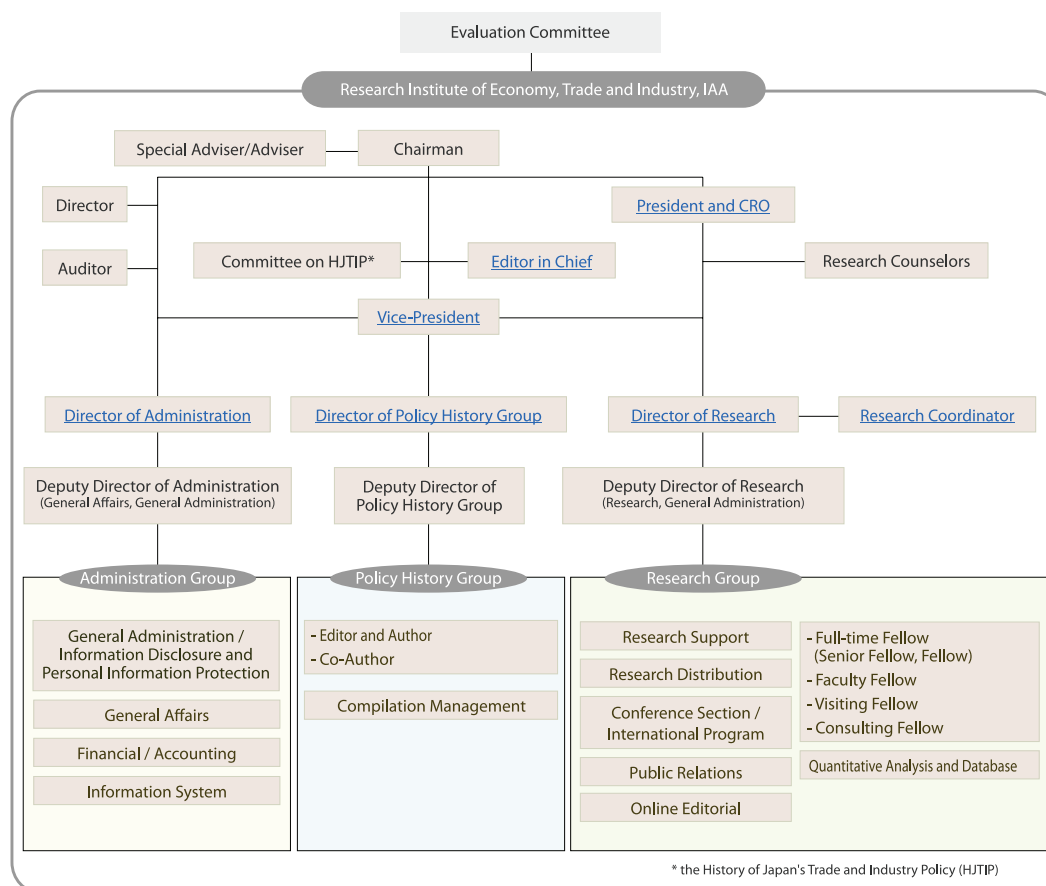 Evaluation Committee
Research Institute of Economy, Trade and Industry, IAA
Special Adviser/Adviser
Chairman
Director
President and CRO
Auditor
Committee on HJTIP*
Editor in Chief
Research Counselors
Vice-President
Director of Administration
Director of Policy History Group
Director of Research
Research Coordinator
Deputy Director of Administration
(General Affairs, General Administration)
Deputy Director of
Policy History Group
Deputy Director of Research
(Research, General Administration)
Administration Group
General Administration /
Information Disclosure and
Personal Information Protection
General Affairs
Financial / Accounting
Information System
Policy History Group
- Editor and Author
- Co-Author
Compilation Management
Research Group
Research Support
Research Distribution
Conference Section /
International Program
Public Relations
Online Editorial
- Full-time Fellow
(Senior Fellow, Fellow)
- Faculty Fellow
- Visiting Fellow
- Consulting Fellow
Quantitative Analysis and Database
* the History of Japan's Trade and Industry Policy (HJTIP)